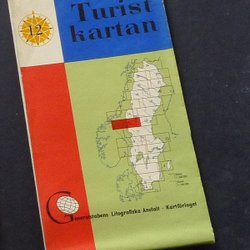 Turist
kartan
12
Generalstabens Litografiska Anstalt - Kartförlaget